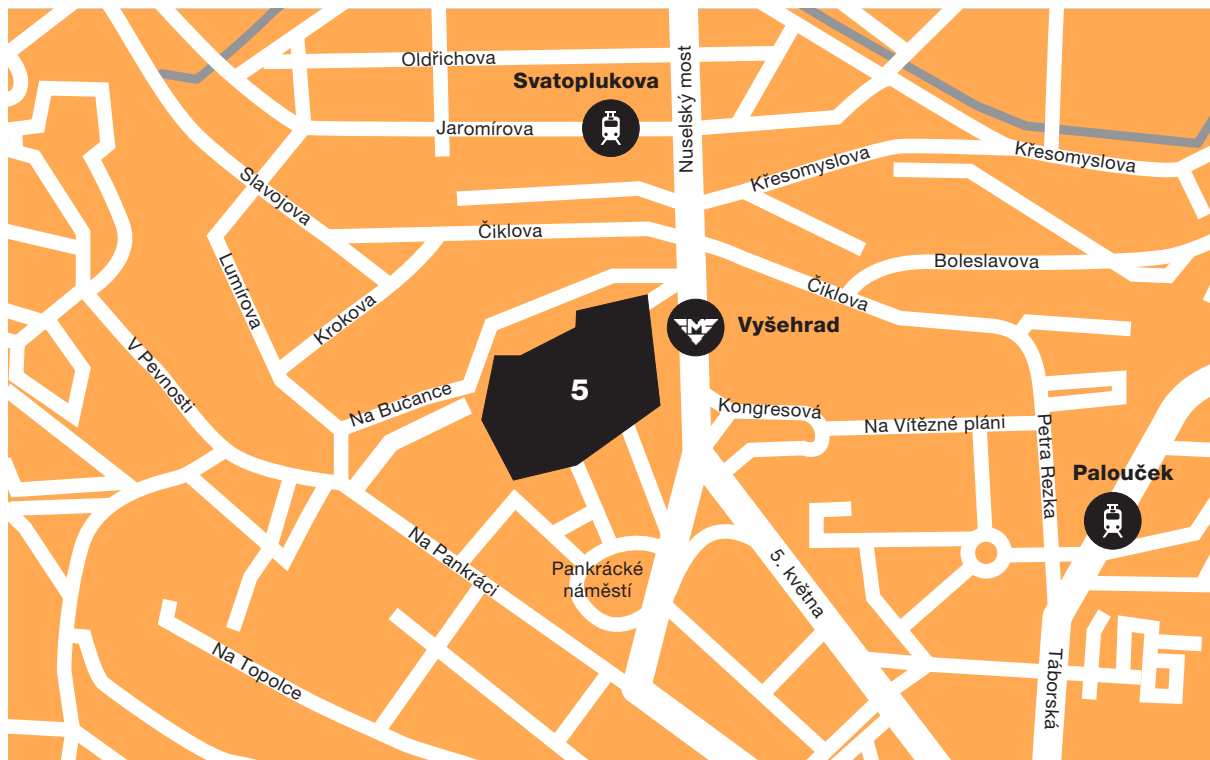 Oldřichova
Svatoplukova
Nuselský most
Jaromírova
Křesomyslova
Křesomyslova
Slavojova
Čiklova
Boleslavova
Lumírova
Krokova
Čiklova
Vyšehrad
V Pevnosti
5
Na Bučance
Kongresová
Na Vítězné pláni
Petra Rezka
Palouček
Na Pankráci
Pankrácké
náměstí
5. května
Na Topolce
Táborská